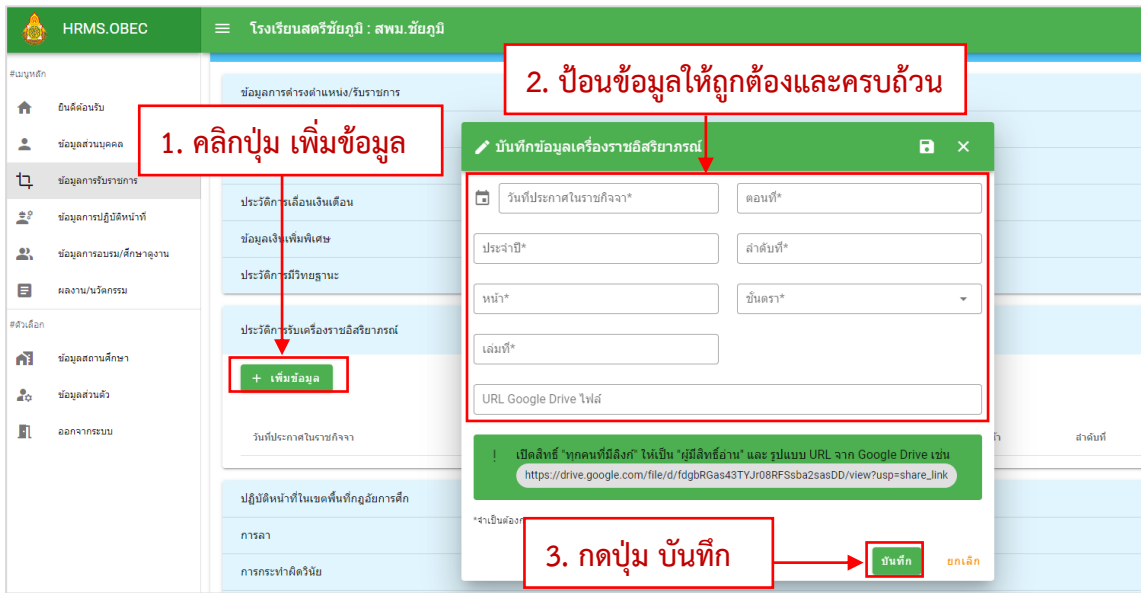 HRMS.OBEC
โรงเรียนสตรีชัยภูมิ : สพม.ชัยภูมิ
#เมนูหลัก
ยินดีต้อนรับ
ข้อมูลส่วนบุคคล
ข้อมูลการรับราชการ
ข้อมูลการปฏิบัติหน้าที่
ข้อมูลการอบรม/ศึกษาดูงาน
ผลงาน/นวัตกรรม
#ตัวเลือก
ข้อมูลสถานศึกษา
ข้อมูลส่วนตัว
ออกจากระบบ
ข้อมูลการดำรงตำแหน่ง/รับราชการ
1. คลิกปุ่ม เพิ่มข้อมูล
ประวัติการเลื่อนเงินเดือน
ข้อมูลเงินเพิ่มพิเศษ
ประวัติการมีวิทยฐานะ
ประวัติการรับเครื่องราชอิสริยาภรณ์
+ เพิ่มข้อมูล
วันที่ประกาศในราชกิจจา
ลำดับที่
ปฏิบัติหน้าที่ในเขตพื้นที่กฎอัยการศึก
การลา
การกระทำผิดวินัย
2. ป้อนข้อมูลให้ถูกต้องและครบถ้วน
บันทึกข้อมูลเครื่องราชอิสริยาภรณ์
วันที่ประกาศในราชกิจจา*
ตอนที่*
ประจำปี*
ลำดับที่*
หน้า*
ชั้นตรา*
เล่มที่*
URL Google Drive ไฟล์
! เปิดสิทธิ์ "ทุกคนที่มีลิงก์" ให้เป็น "ผู้มีสิทธิ์อ่าน" และ รูปแบบ URL จาก Google Drive เช่น
https://drive.google.com/file/d/fdgbRGas43TYJr08RFSsba2sasDD/view?usp=share_link
3. กดปุ่ม บันทึก
บันทึก
ยกเลิก